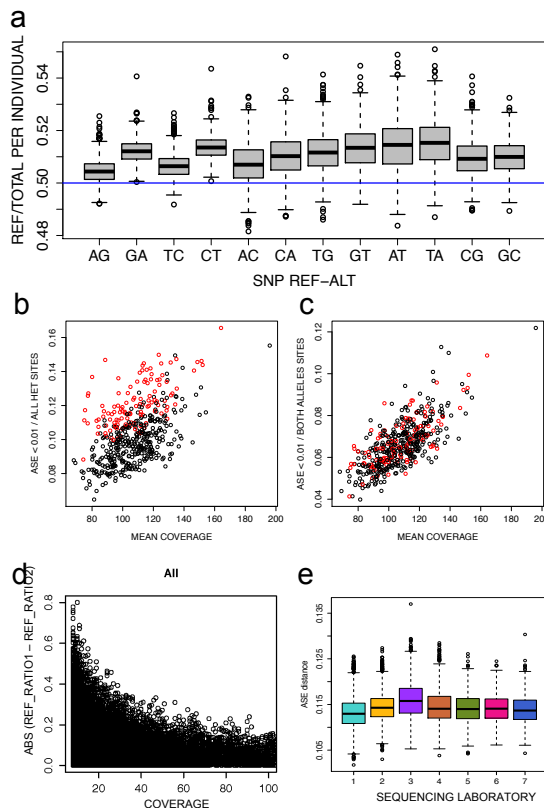 a
REF/TOTAL PER INDIVIDUAL
0.54
0.52
0.50
0.48
AG GA TC CT AC CA TG GT AT TA CG GC
SNP REF-ALT
b
ASE < 0.01 / ALL HET SITES
0.16
0.14
0.12
0.10
0.08
80 100 120 140 160 180 200
MEAN COVERAGE
c
ASE < 0.01 / BOTH ALLELES SITES
0.12
0.10
0.08
0.06
0.04
80 100 120 140 160 180 200
MEAN COVERAGE
d
All
ABS (REF_RATIO1 − REF_RATIO2)
0.8
0.6
0.4
0.2
0.0
20 40 60 80 100
COVERAGE
e
ASE distance
0.135
0.125
0.115
0.105
1 2 3 4 5 6 7
SEQUENCING LABORATORY